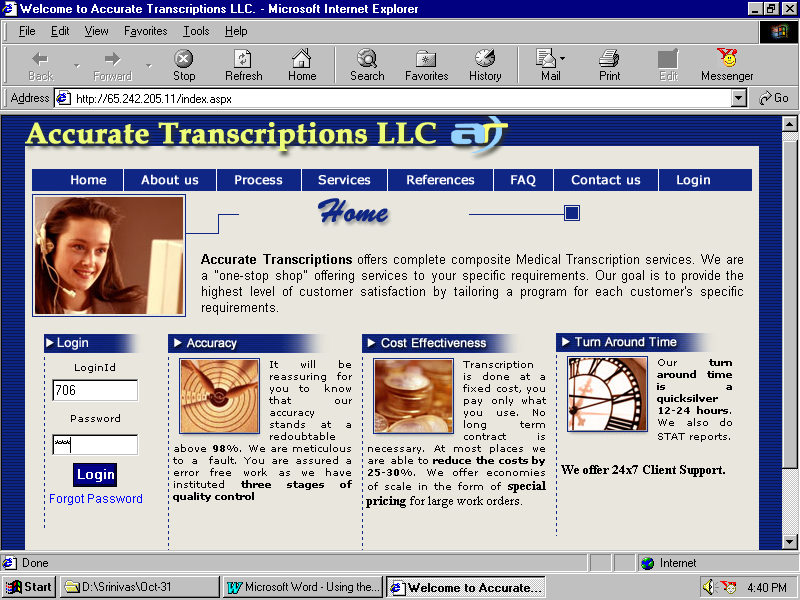 Welcome to Accurate Transcriptions LLC. - Microsoft Internet Explorer
File Edit View Favorites Tools Help
Back Forward Stop Refresh Home Search Favorites History Mail Print Edit Messenger
Address http://65.242.205.11/index.aspx Go
Accurate Transcriptions LLC at
Home About us Process Services References FAQ Contact us Login
Home
Accurate Transcriptions offers complete composite Medical Transcription services. We are
a "one-stop shop" offering services to your specific requirements. Our goal is to provide the
highest level of customer satisfaction by tailoring a program for each customer's specific
requirements.
Login
LoginId
706
Password
***
Login
Forgot Password
Accuracy
It will be
reassuring for
you to know
that our
accuracy
stands at a
redoubtable
above 98%. We are meticulous
to a fault. You are assured a
error free work as we have
instituted three stages of
quality control
Cost Effectiveness
Transcription
is done at a
fixed cost, you
pay only what
you use. No
long term
contract is
necessary. At most places we
are able to reduce the costs by
25-30%. We offer economies
of scale in the form of special
pricing for large work orders.
Turn Around Time
Our turn
around time
is a
quicksilver
12-24 hours.
We also do
STAT reports.
We offer 24x7 Client Support.
Done Internet
Start D:\Srinivas\Oct-31 Microsoft Word - Using the... Welcome to Accurate... 4:40 PM